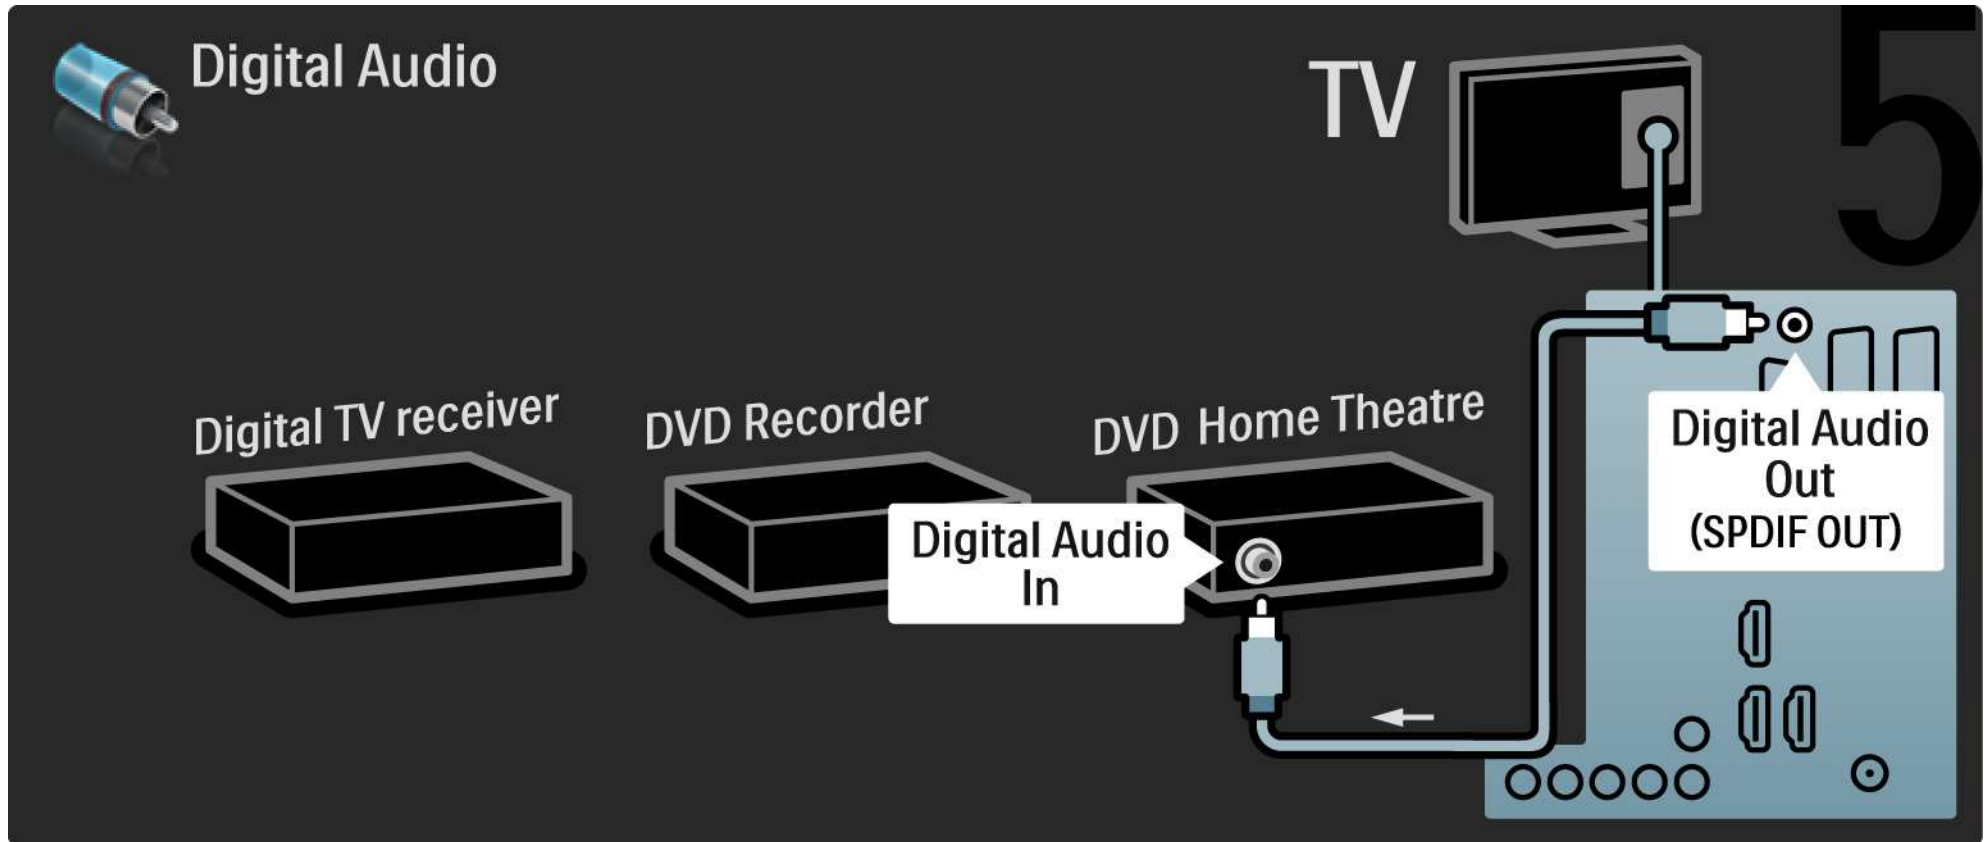 Digital Audio
TV
5
Digital TV receiver
DVD Recorder
DVD Home Theatre
Digital Audio
In
Digital Audio
Out
(SPDIF OUT)